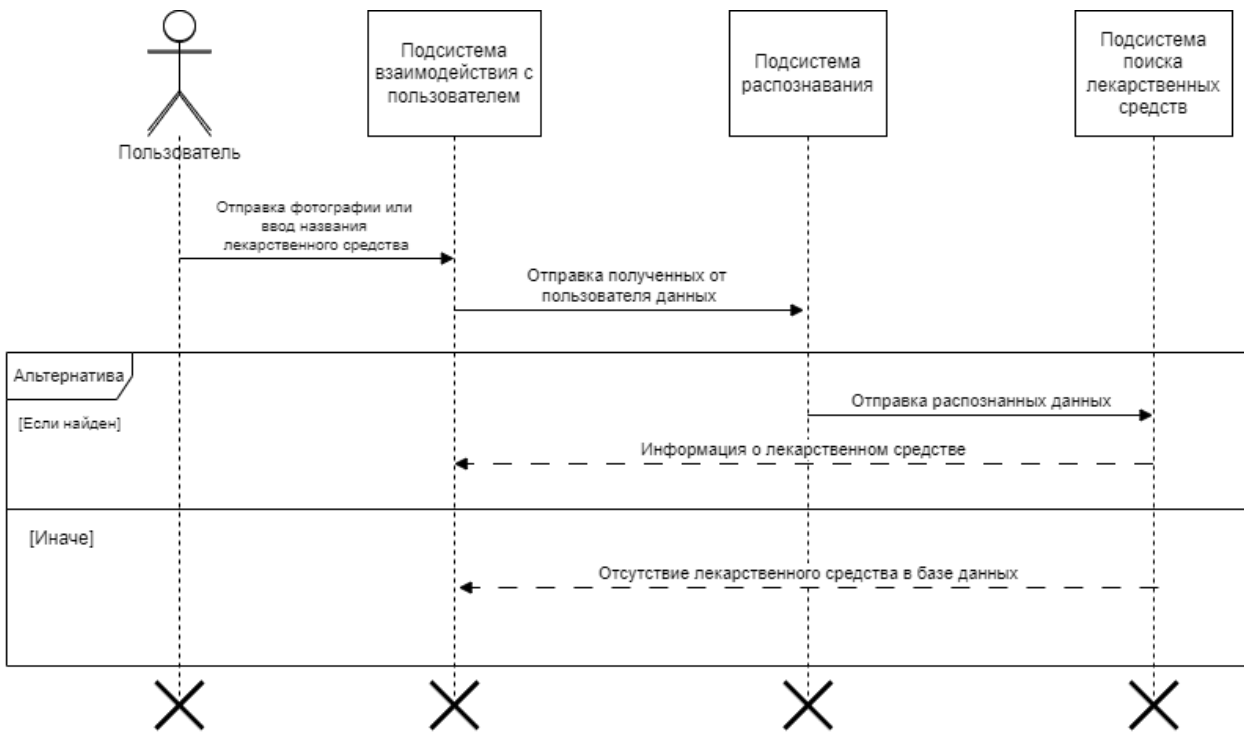 Подсистема
взаимодействия с
пользователем
Подсистема
распознавания
Подсистема
поиска
лекарственных
средств
Пользователь
Отправка фотографии или
ввод названия
лекарственного средства
Отправка полученных от
пользователя данных
Альтернатива
[Если найден]
Отправка распознанных данных
Информация о лекарственном средстве
[Иначе]
Отсутствие лекарственного средства в базе данных